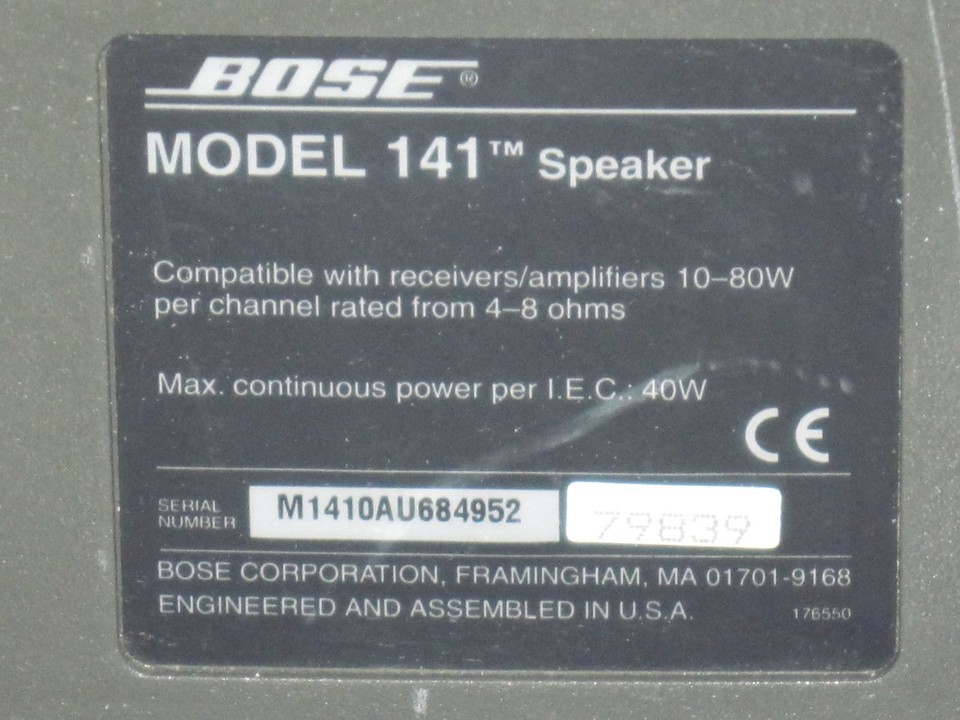 BOSE®
MODEL 141™ Speaker
Compatible with receivers/amplifiers 10–80W
per channel rated from 4–8 ohms
Max. continuous power per I.E.C.: 40W
CE
SERIAL
NUMBER
M1410AU684952
79839
BOSE CORPORATION, FRAMINGHAM, MA 01701-9168
ENGINEERED AND ASSEMBLED IN U.S.A. 176550